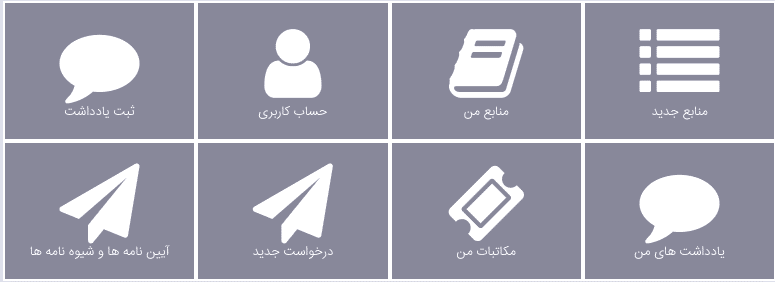 منابع جدید
منابع من
حساب کاربری
ثبت یادداشت
یادداشت های من
مکاتبات من
درخواست جدید
آیین نامه ها و شیوه نامه ها